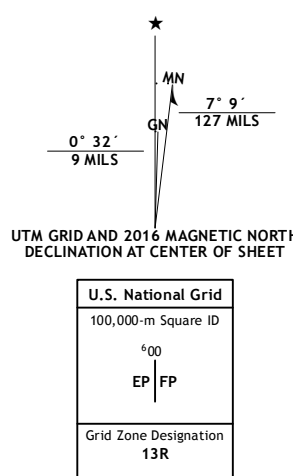 ★
MN
7° 9´
127 MILS
GN
0° 32´
9 MILS
UTM GRID AND 2016 MAGNETIC NORTH
DECLINATION AT CENTER OF SHEET
U.S. National Grid
100,000-m Square ID
⁶00
EP FP
Grid Zone Designation
13R